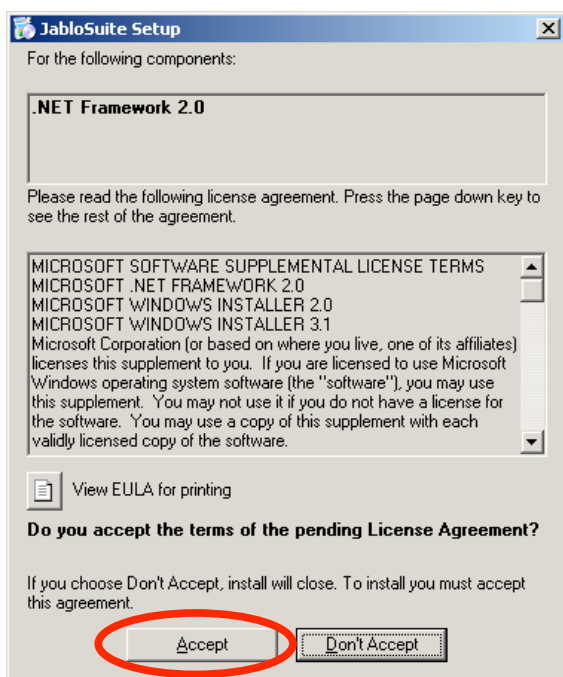 JabloSuite Setup
For the following components:
.NET Framework 2.0
Please read the following license agreement. Press the page down key to
see the rest of the agreement.
MICROSOFT SOFTWARE SUPPLEMENTAL LICENSE TERMS
MICROSOFT .NET FRAMEWORK 2.0
MICROSOFT WINDOWS INSTALLER 2.0
MICROSOFT WINDOWS INSTALLER 3.1
Microsoft Corporation (or based on where you live, one of its affiliates)
licenses this supplement to you.  If you are licensed to use Microsoft
Windows operating system software (the "software"), you may use
this supplement.  You may not use it if you do not have a license for
the software.  You may use a copy of this supplement with each
validly licensed copy of the software.
View EULA for printing
Do you accept the terms of the pending License Agreement?
If you choose Don't Accept, install will close. To install you must accept
this agreement.
Accept
Don't Accept